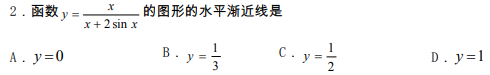 2．函数 y = x/(x+2sin x) 的图形的水平渐近线是
A．y=0 B．y = 1/3 C．y = 1/2 D．y=1